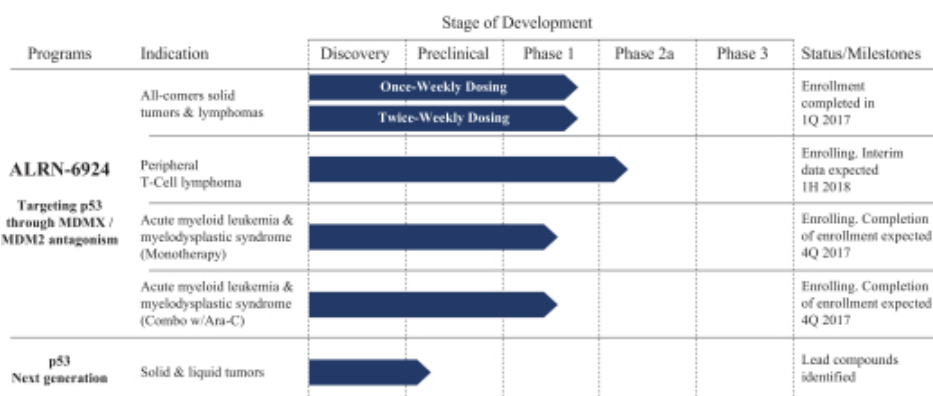 Stage of Development
Programs Indication Discovery Preclinical Phase 1 Phase 2a Phase 3 Status/Milestones
All-comers solid
tumors & lymphomas
Once-Weekly Dosing
Twice-Weekly Dosing
Enrollment
completed in
1Q 2017
ALRN-6924
Targeting p53
through MDMX /
MDM2 antagonism
Peripheral
T-Cell lymphoma
Enrolling. Interim
data expected
1H 2018
Acute myeloid leukemia &
myelodysplastic syndrome
(Monotherapy)
Enrolling. Completion
of enrollment expected
4Q 2017
Acute myeloid leukemia &
myelodysplastic syndrome
(Combo w/Ara-C)
Enrolling. Completion
of enrollment expected
4Q 2017
p53
Next generation
Solid & liquid tumors
Lead compounds
identified